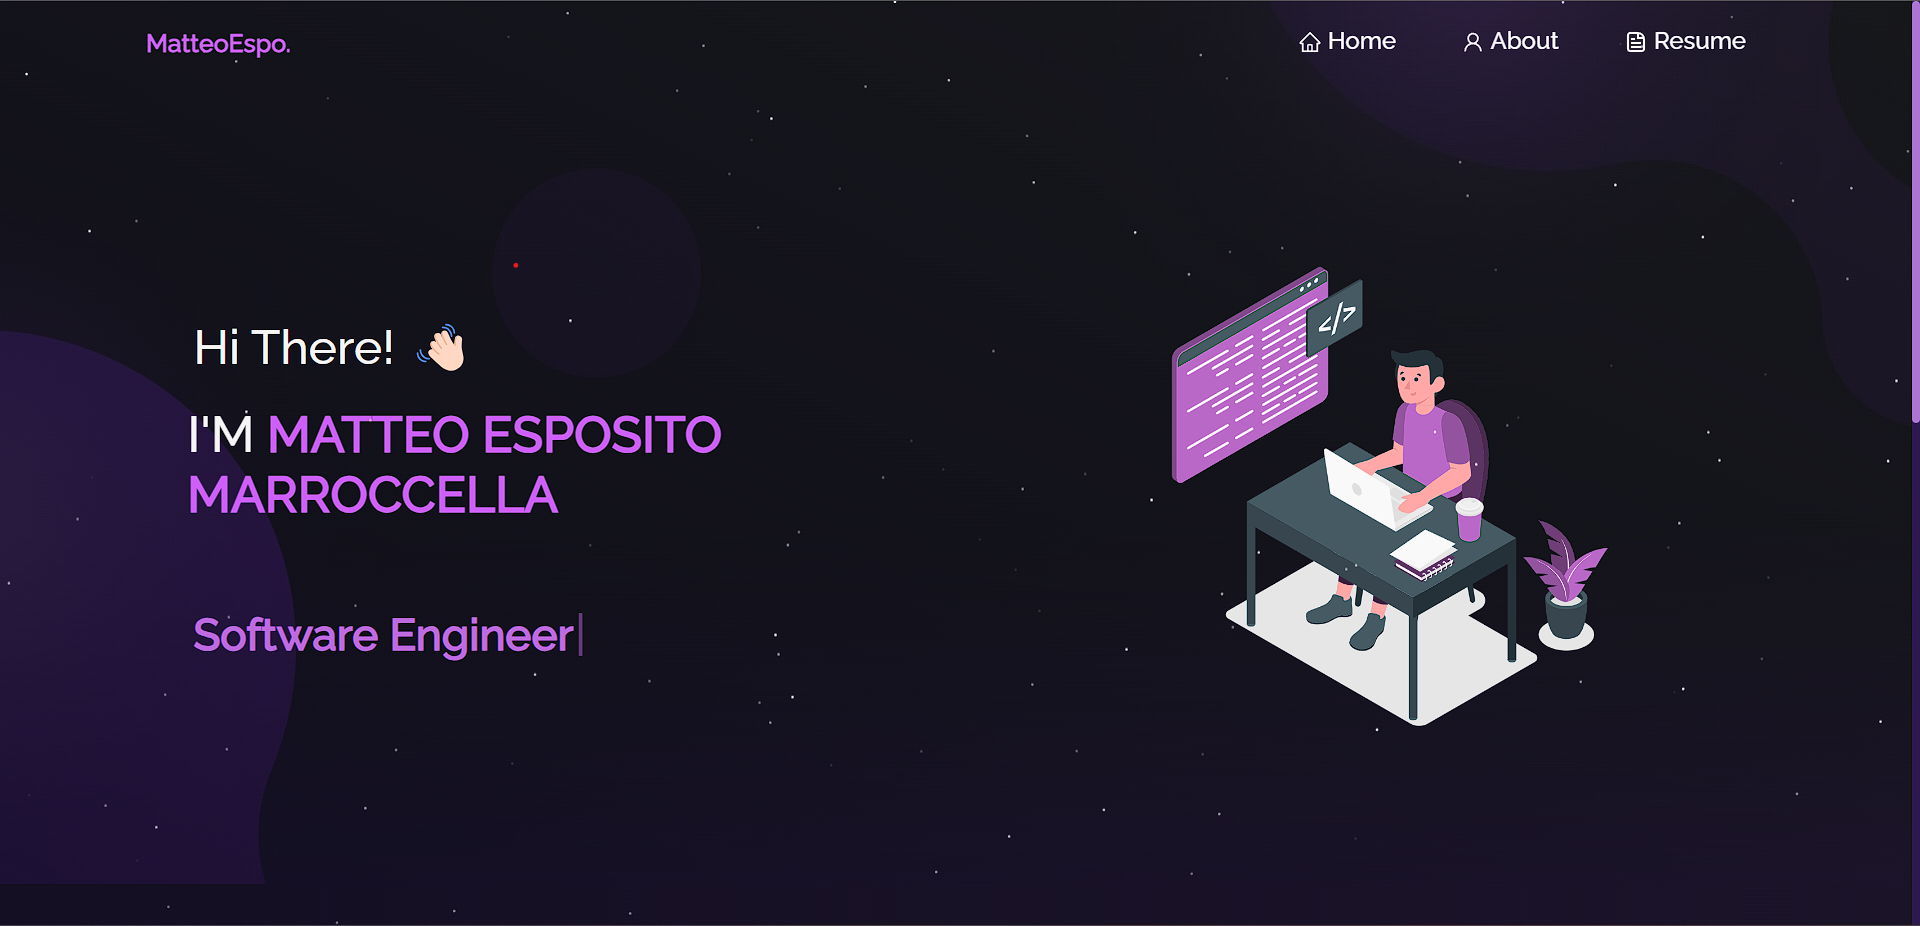 MatteoEspo.
Home
About
Resume
Hi There!
I'M MATTEO ESPOSITO
MARROCCELLA
Software Engineer
</>